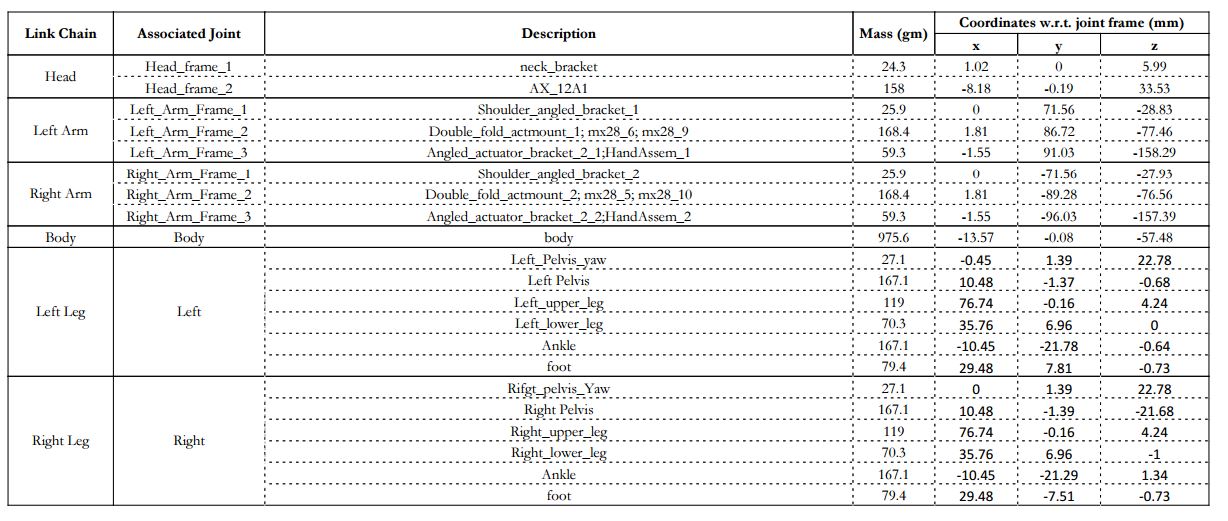 Link Chain Associated Joint Description Mass (gm) Coordinates w.r.t. joint frame (mm)
x y z
Head Head_frame_1 neck_bracket 24.3 1.02 0 5.99
Head_frame_2 AX_12A1 158 -8.18 -0.19 33.53
Left Arm Left_Arm_Frame_1 Shoulder_angled_bracket_1 25.9 0 71.56 -28.83
Left_Arm_Frame_2 Double_fold_actmount_1; mx28_6; mx28_9 168.4 1.81 86.72 -77.46
Left_Arm_Frame_3 Angled_actuator_bracket_2_1;HandAssem_1 59.3 -1.55 91.03 -158.29
Right Arm Right_Arm_Frame_1 Shoulder_angled_bracket_2 25.9 0 -71.56 -27.93
Right_Arm_Frame_2 Double_fold_actmount_2; mx28_5; mx28_10 168.4 1.81 -89.28 -76.56
Right_Arm_Frame_3 Angled_actuator_bracket_2_2;HandAssem_2 59.3 -1.55 -96.03 -157.39
Body Body body 975.6 -13.57 -0.08 -57.48
Left Leg Left Left_Pelvis_yaw 27.1 -0.45 1.39 22.78
Left Pelvis 167.1 10.48 -1.37 -0.68
Left_upper_leg 119 76.74 -0.16 4.24
Left_lower_leg 70.3 35.76 6.96 0
Ankle 167.1 -10.45 -21.78 -0.64
foot 79.4 29.48 7.81 -0.73
Right Leg Right Rifgt_pelvis_Yaw 27.1 0 1.39 22.78
Right Pelvis 167.1 10.48 -1.39 -21.68
Right_upper_leg 119 76.74 -0.16 4.24
Right_lower_leg 70.3 35.76 6.96 -1
Ankle 167.1 -10.45 -21.29 1.34
foot 79.4 29.48 -7.51 -0.73